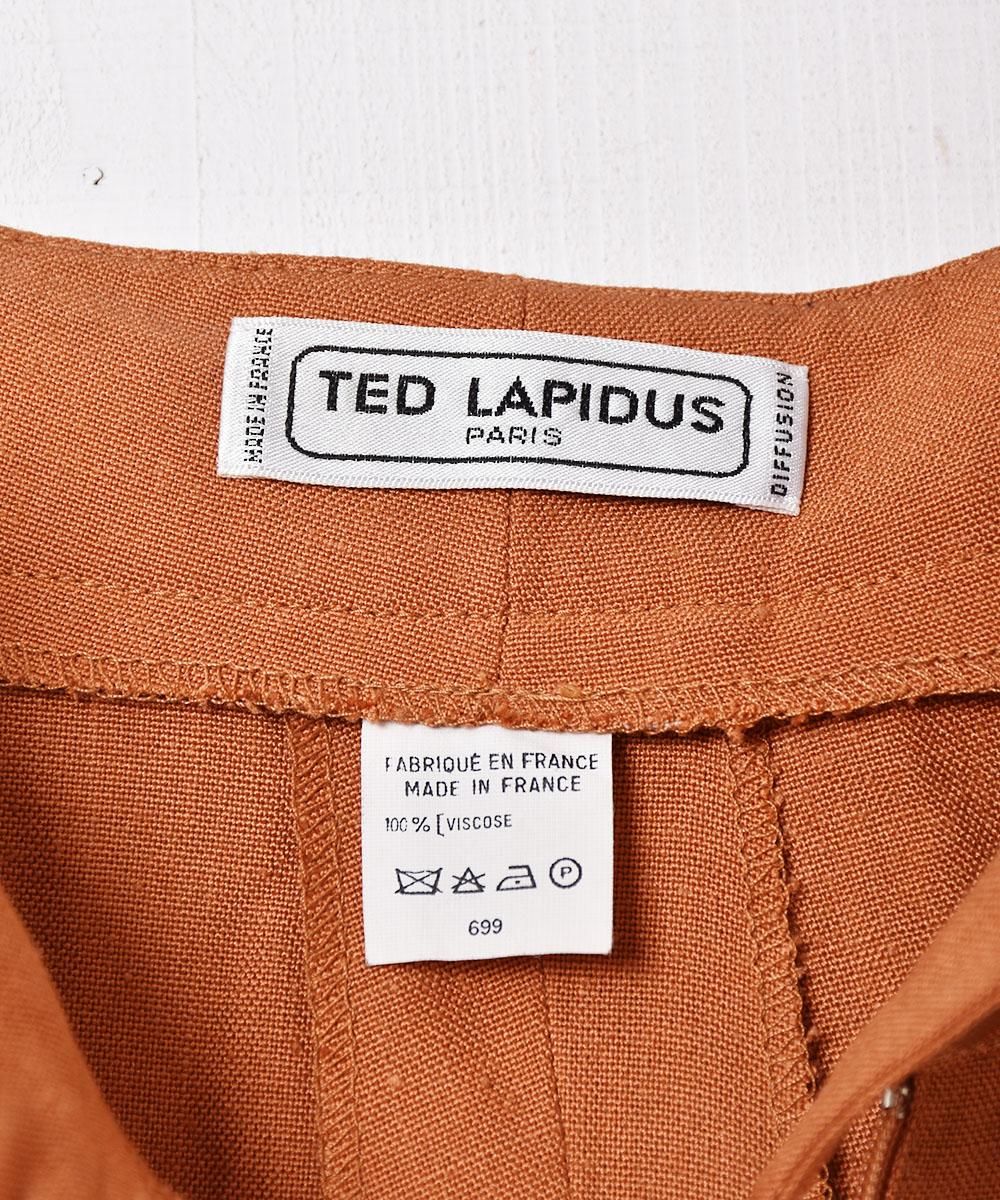 MADE IN FRANCE
TED LAPIDUS
PARIS
DIFFUSION
FABRIQUÉ EN FRANCE
MADE IN FRANCE
100% [VISCOSE
P
699